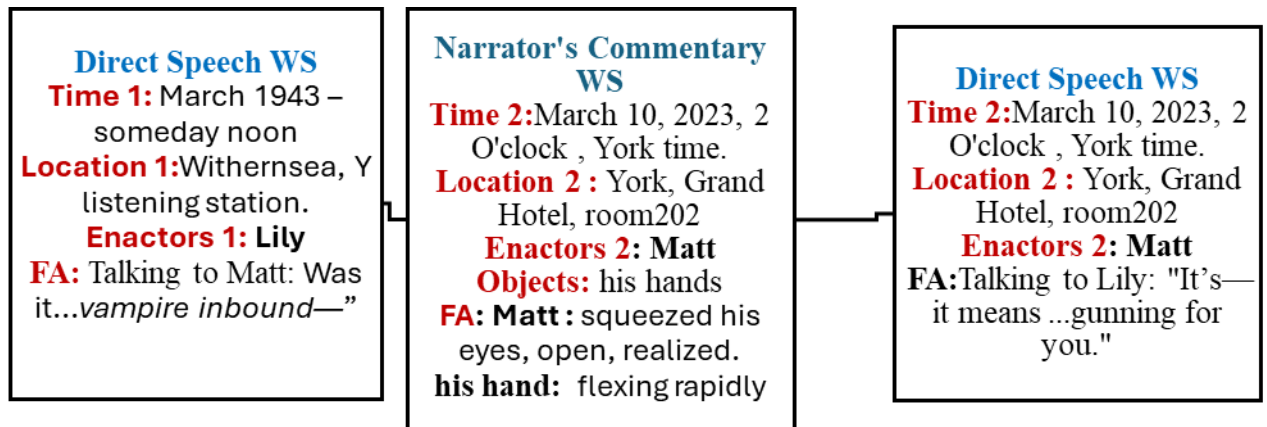 Direct Speech WS
Time 1: March 1943 –
someday noon
Location 1:Withernsea, Y
listening station.
Enactors 1: Lily
FA: Talking to Matt: Was
it...vampire inbound—”
Narrator's Commentary
WS
Time 2:March 10, 2023, 2
O'clock , York time.
Location 2 : York, Grand
Hotel, room202
Enactors 2: Matt
Objects: his hands
FA: Matt : squeezed his
eyes, open, realized.
his hand: flexing rapidly
Direct Speech WS
Time 2:March 10, 2023, 2
O'clock , York time.
Location 2 : York, Grand
Hotel, room202
Enactors 2: Matt
FA:Talking to Lily: "It’s—
it means ...gunning for
you."